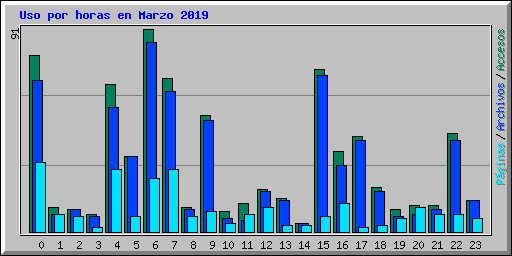 Uso por horas en Marzo 2019
91
Páginas / Archivos / Accesos
0 1 2 3 4 5 6 7 8 9 10 11 12 13 14 15 16 17 18 19 20 21 22 23